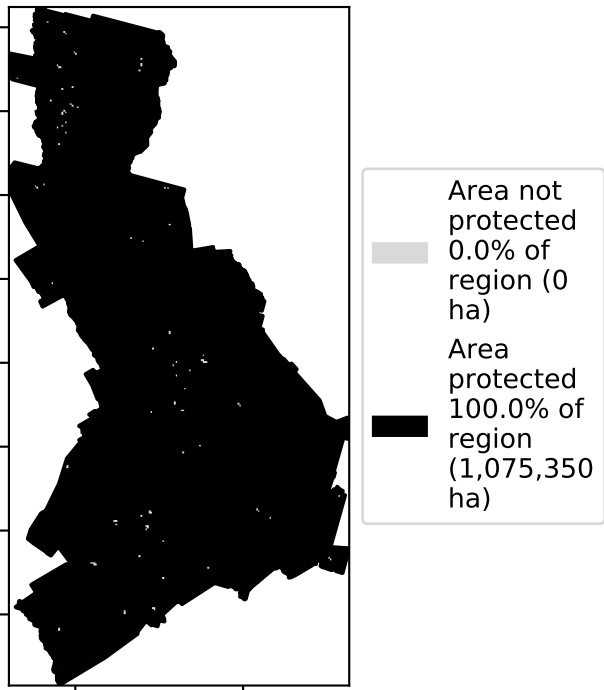 Area not
protected
0.0% of
region (0
ha)
Area
protected
100.0% of
region
(1,075,350
ha)